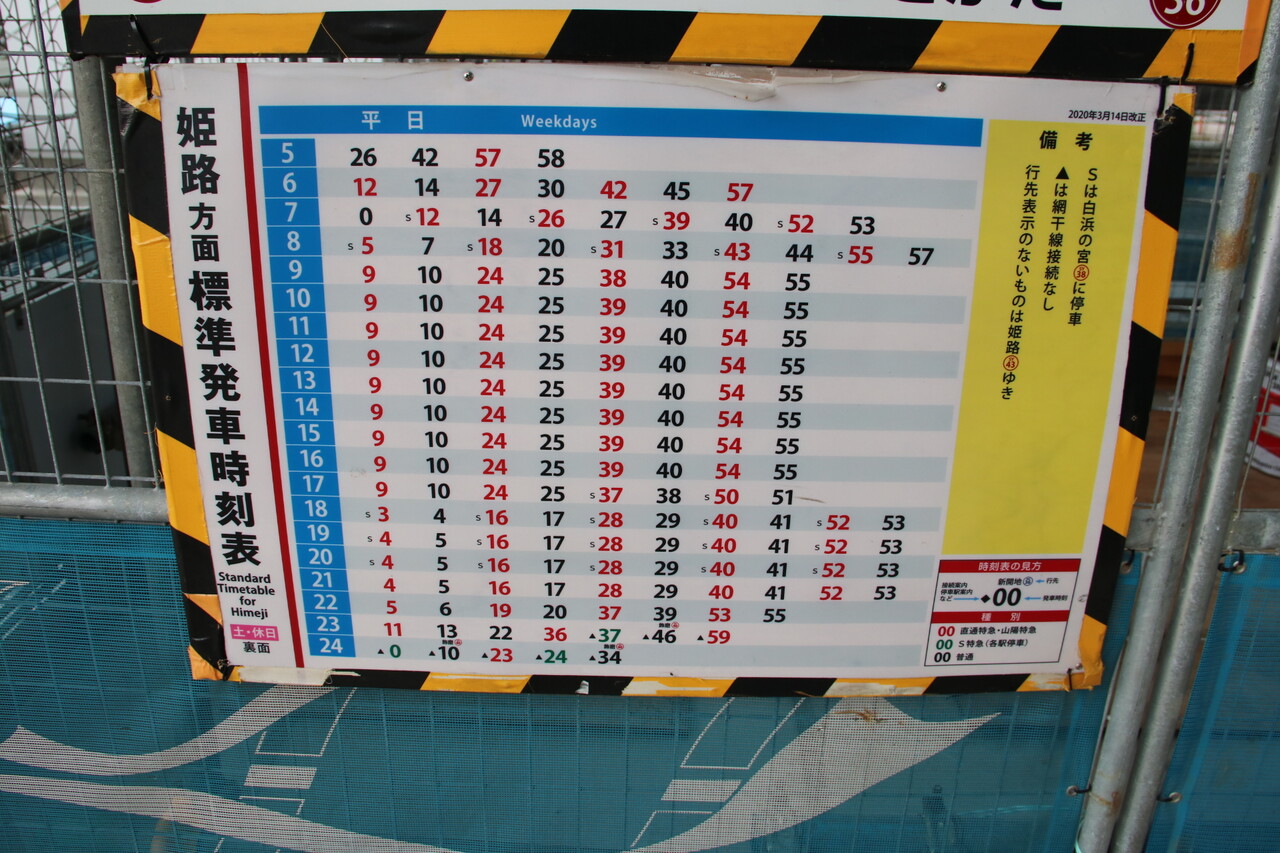 36
姫路方面標準発車時刻表
Standard
Timetable
for
Himeji
土・休日
裏面
平日 Weekdays
5 26 42 57 58
6 12 14 27 30 42 45 57
7 0 S12 14 S26 27 S39 40 S52 53
8 S5 7 S18 20 S31 33 S43 44 S55 57
9 9 10 24 25 38 40 54 55
10 9 10 24 25 39 40 54 55
11 9 10 24 25 39 40 54 55
12 9 10 24 25 39 40 54 55
13 9 10 24 25 39 40 54 55
14 9 10 24 25 39 40 54 55
15 9 10 24 25 39 40 54 55
16 9 10 24 25 39 40 54 55
17 9 10 24 25 S37 38 S50 51
18 S3 4 S16 17 S28 29 S40 41 S52 53
19 S4 5 S16 17 S28 29 S40 41 S52 53
20 S4 5 S16 17 S28 29 S40 41 S52 53
21 4 5 16 17 28 29 40 41 52 53
22 5 6 19 20 37 39 53 55
23 11 13 22 36 ▲37 ▲46 ▲59
24 ▲0 ▲10 ▲23 ▲24 ▲34
2020年3月14日改正
備考
Sは白浜の宮38に停車
▲は網干線接続なし
行先表示のないものは姫路43ゆき
時刻表の見方
接続案内
停車駅案内
など
新開地
行先
◆00
発車時刻
種別
00 直通特急・山陽特急
00 S特急(各駅停車)
00 普通